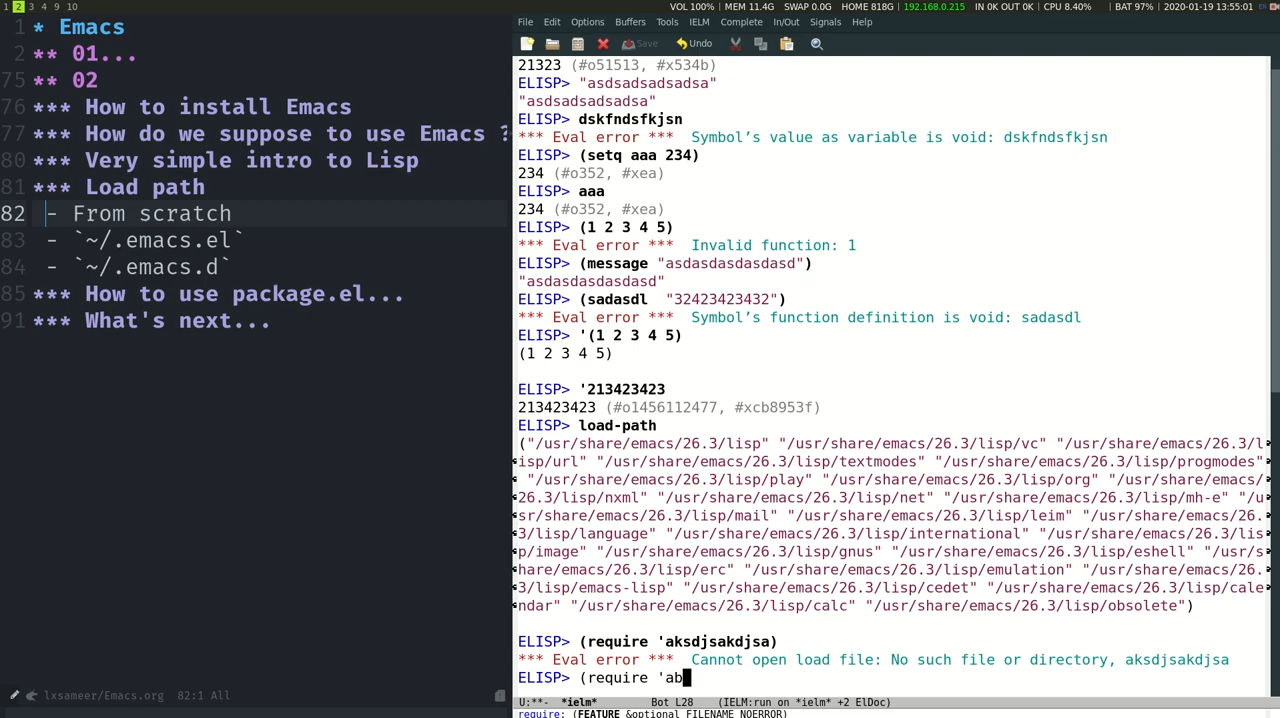 1 2 3 4 9 10
VOL 100% | MEM 11.4G | SWAP 0.0G | HOME 818G | 192.168.0.215 | IN 0K OUT 0K | CPU 8.40% | BAT 97% | 2020-01-19 13:55:01 EN
1 * Emacs
2 ** 01...
75 ** 02
76 *** How to install Emacs
77 *** How do we suppose to use Emacs ?
80 *** Very simple intro to Lisp
81 *** Load path
82 - From scratch
83 - `~/.emacs.el`
84 - `~/.emacs.d`
85 *** How to use package.el...
91 *** What's next...
lxsameer/Emacs.org 82:1 All
File Edit Options Buffers Tools IELM Complete In/Out Signals Help
Save Undo
21323 (#o51513, #x534b)
ELISP> "asdsadsadsadsa"
"asdsadsadsadsa"
ELISP> dskfndsfkjsn
*** Eval error *** Symbol’s value as variable is void: dskfndsfkjsn
ELISP> (setq aaa 234)
234 (#o352, #xea)
ELISP> aaa
234 (#o352, #xea)
ELISP> (1 2 3 4 5)
*** Eval error *** Invalid function: 1
ELISP> (message "asdasdasdasdasd")
"asdasdasdasdasd"
ELISP> (sadasdl "32423423432")
*** Eval error *** Symbol’s function definition is void: sadasdl
ELISP> '(1 2 3 4 5)
(1 2 3 4 5)
ELISP> '213423423
213423423 (#o1456112477, #xcb8953f)
ELISP> load-path
("/usr/share/emacs/26.3/lisp" "/usr/share/emacs/26.3/lisp/vc" "/usr/share/emacs/26.3/l
isp/url" "/usr/share/emacs/26.3/lisp/textmodes" "/usr/share/emacs/26.3/lisp/progmodes"
"/usr/share/emacs/26.3/lisp/play" "/usr/share/emacs/26.3/lisp/org" "/usr/share/emacs/
26.3/lisp/nxml" "/usr/share/emacs/26.3/lisp/net" "/usr/share/emacs/26.3/lisp/mh-e" "/u
sr/share/emacs/26.3/lisp/mail" "/usr/share/emacs/26.3/lisp/leim" "/usr/share/emacs/26.
3/lisp/language" "/usr/share/emacs/26.3/lisp/international" "/usr/share/emacs/26.3/lis
p/image" "/usr/share/emacs/26.3/lisp/gnus" "/usr/share/emacs/26.3/lisp/eshell" "/usr/s
hare/emacs/26.3/lisp/erc" "/usr/share/emacs/26.3/lisp/emulation" "/usr/share/emacs/26.
3/lisp/emacs-lisp" "/usr/share/emacs/26.3/lisp/cedet" "/usr/share/emacs/26.3/lisp/cale
ndar" "/usr/share/emacs/26.3/lisp/calc" "/usr/share/emacs/26.3/lisp/obsolete")
ELISP> (require 'aksdjsakdjsa)
*** Eval error *** Cannot open load file: No such file or directory, aksdjsakdjsa
ELISP> (require 'ab
U:**- *ielm* Bot L28 (IELM:run on *ielm* +2 ElDoc)
require: (FEATURE &optional FILENAME NOERROR)